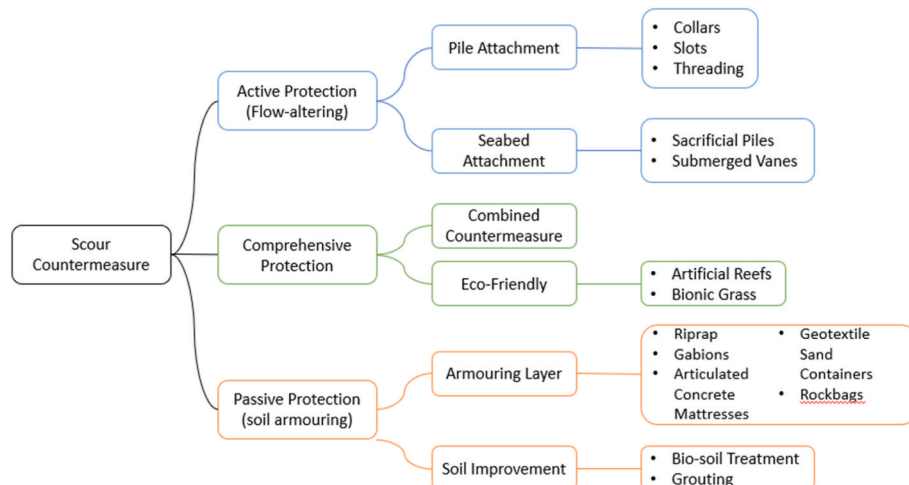 Scour
Countermeasure
Active Protection
(Flow-altering)
Pile Attachment
• Collars
• Slots
• Threading
Seabed
Attachment
• Sacrificial Piles
• Submerged Vanes
Comprehensive
Protection
Combined
Countermeasure
Eco-Friendly
• Artificial Reefs
• Bionic Grass
Passive Protection
(soil armouring)
Armouring Layer
• Riprap
• Gabions
• Articulated
Concrete
Mattresses
• Geotextile
Sand
Containers
• Rockbags
Soil Improvement
• Bio-soil Treatment
• Grouting